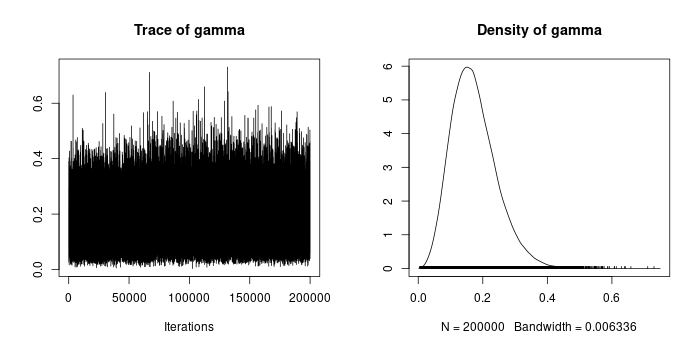 Trace of gamma
0.6
0.4
0.2
0.0
0 50000 100000 150000 200000
Iterations
Density of gamma
6
5
4
3
2
1
0
0.0 0.2 0.4 0.6
N = 200000 Bandwidth = 0.006336